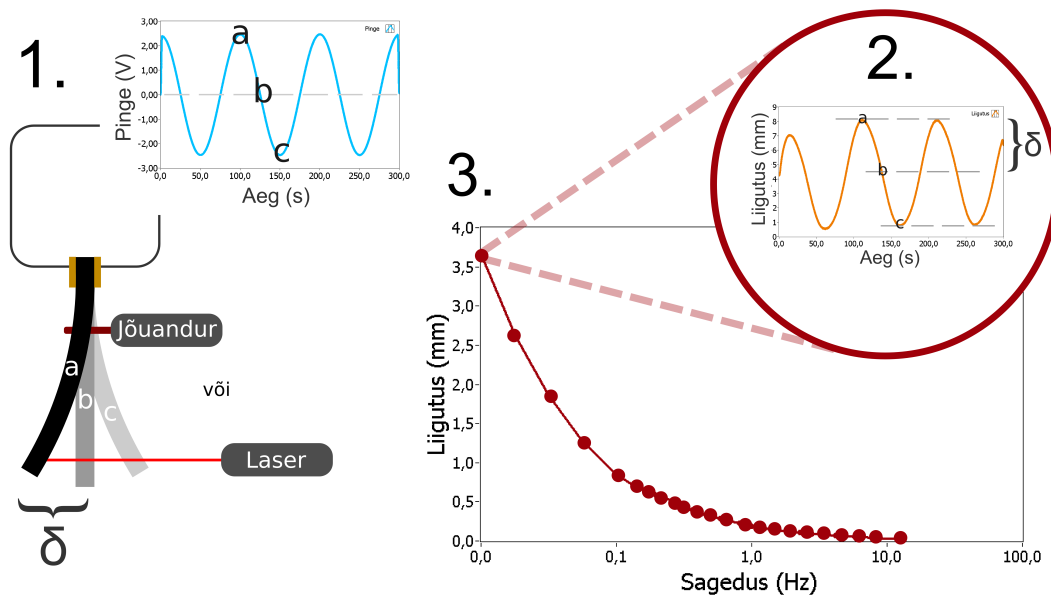 1.
Pinge (V)
3,00
2,00
1,00
0,00
-1,00
-2,00
-3,00
Pinge
a
b
c
0,0 50,0 100,0 150,0 200,0 250,0 300,0
Aeg (s)
Jõuandur
a
b
c
või
Laser
δ
2.
Liigutus (mm)
9
8
7
6
5
4
3
2
1
0
Liigutus
a
b
c
δ
0,0 50,0 100,0 150,0 200,0 250,0 300,0
Aeg (s)
3.
Liigutus (mm)
4,0
3,5
3,0
2,5
2,0
1,5
1,0
0,5
0,0
0,0 0,1 1,0 10,0 100,0
Sagedus (Hz)